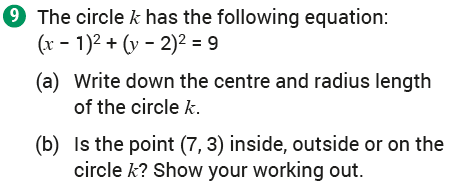 9 The circle k has the following equation:
(x − 1)² + (y − 2)² = 9
(a) Write down the centre and radius length
of the circle k.
(b) Is the point (7, 3) inside, outside or on the
circle k? Show your working out.